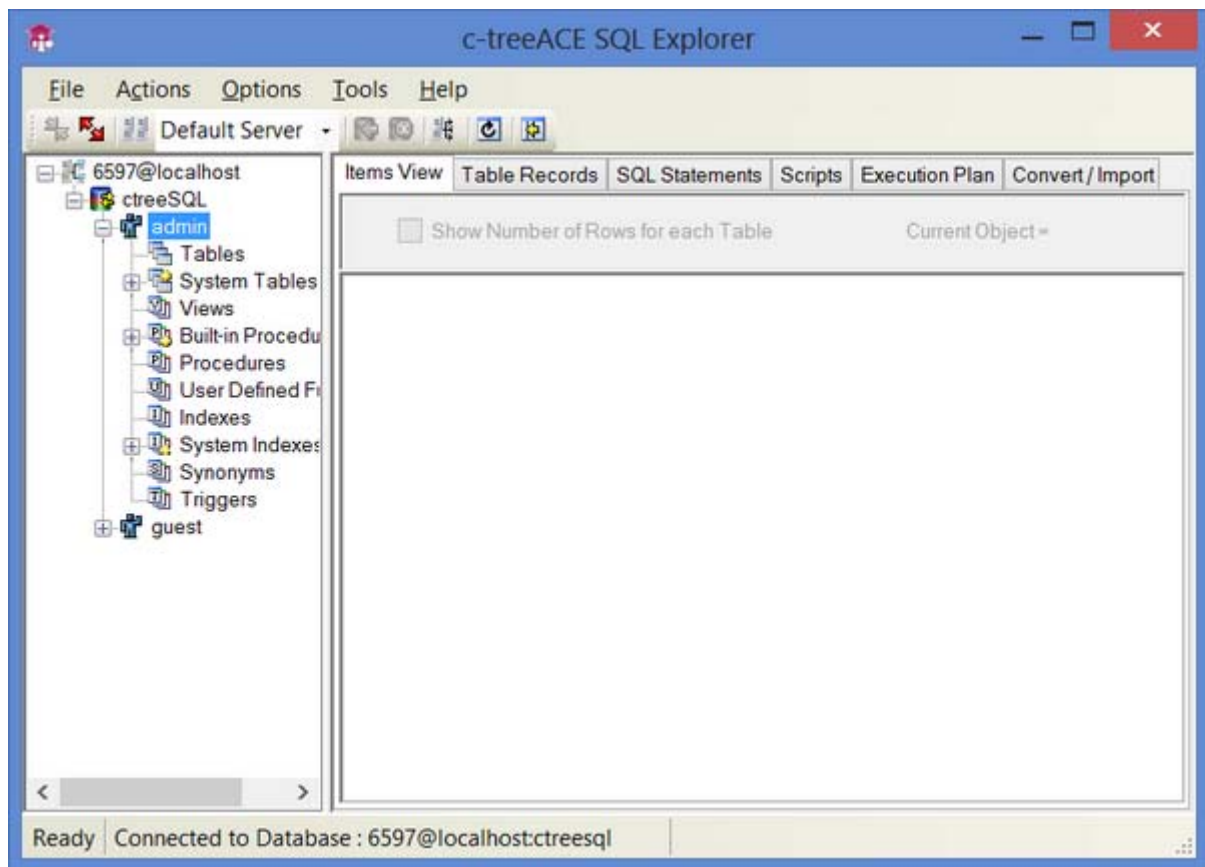 c-treeACE SQL Explorer
File Actions Options Tools Help
Default Server
6597@localhost
ctreeSQL
admin
Tables
System Tables
Views
Built-in Procedu
Procedures
User Defined Fu
Indexes
System Indexes
Synonyms
Triggers
guest
Items View Table Records SQL Statements Scripts Execution Plan Convert / Import
Show Number of Rows for each Table Current Object =
Ready Connected to Database : 6597@localhost:ctreesql